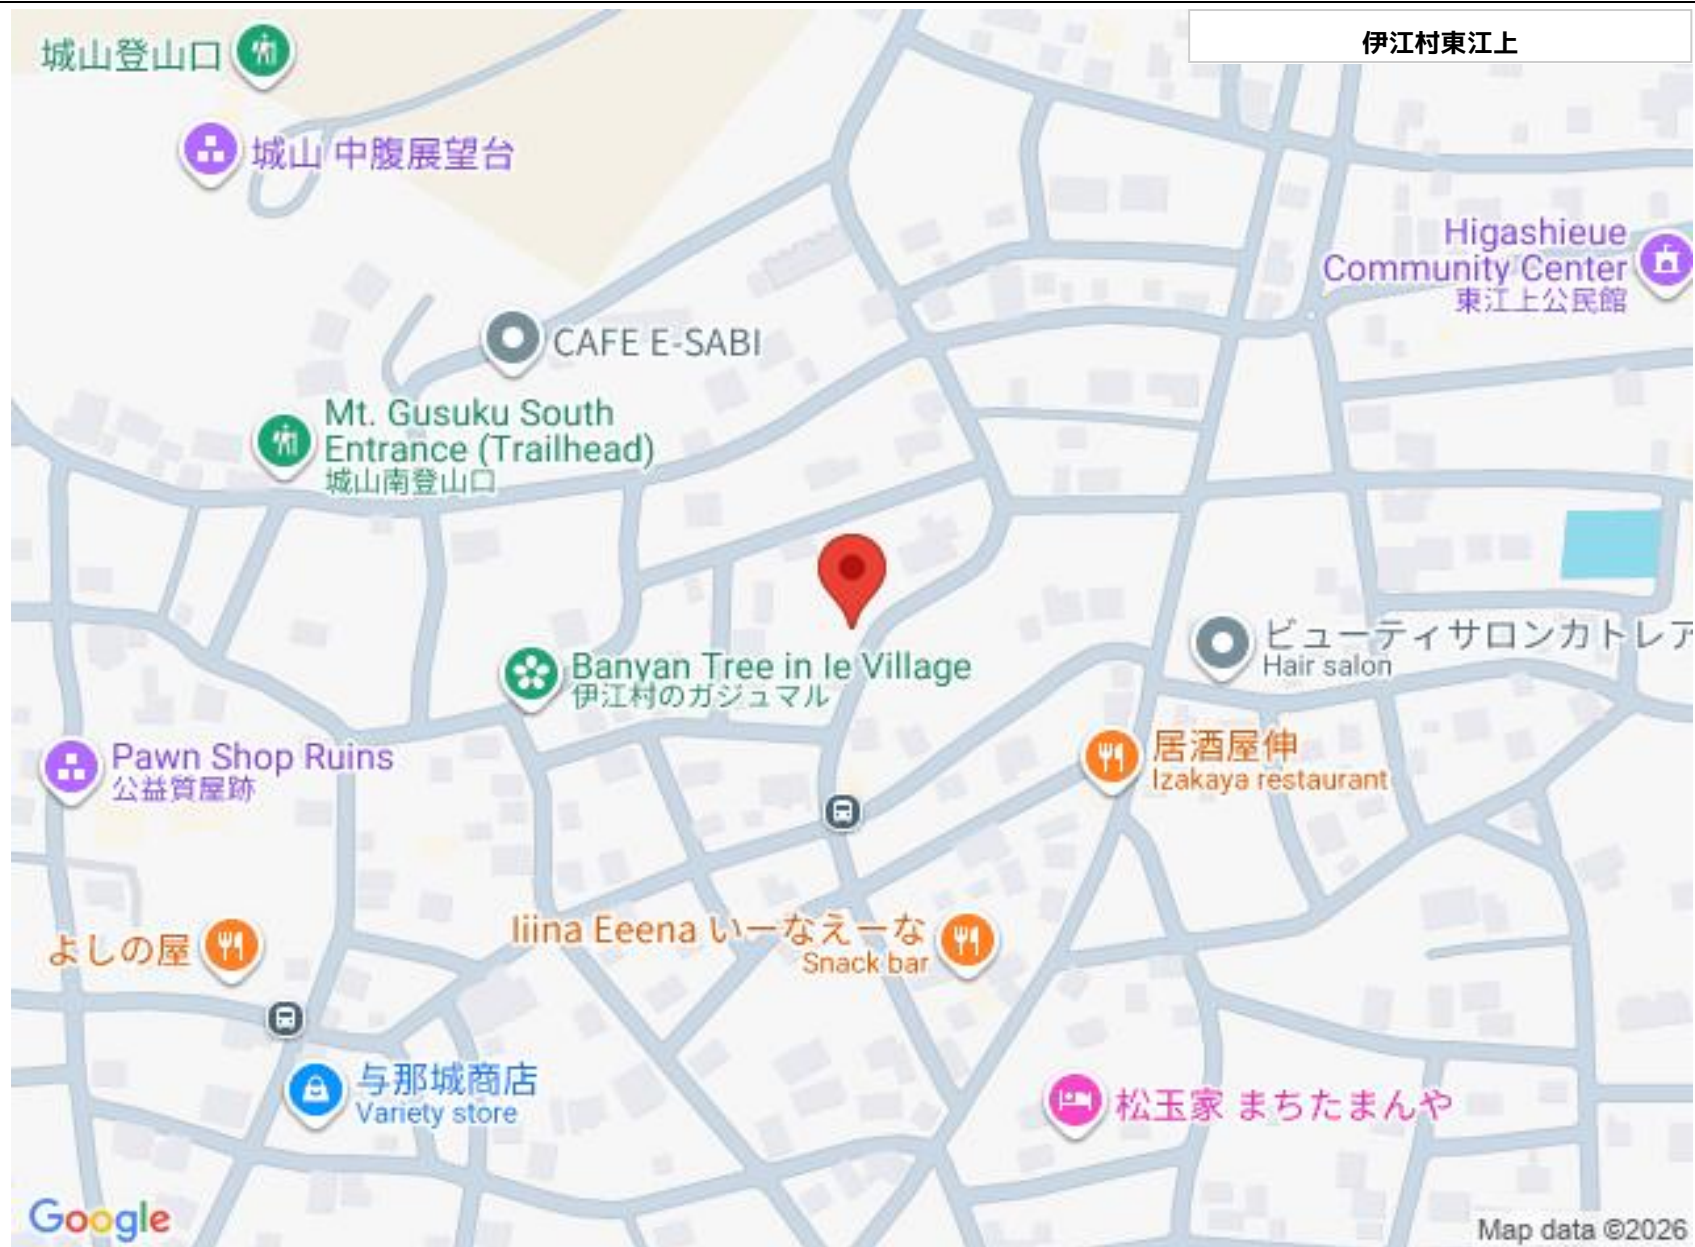 伊江村東江上
城山登山口
城山 中腹展望台
Higashieue
Community Center
東江上公民館
CAFE E-SABI
Mt. Gusuku South
Entrance (Trailhead)
城山南登山口
ビューティサロンカトレア
Hair salon
Banyan Tree in Ie Village
伊江村のガジュマル
居酒屋伸
Izakaya restaurant
Pawn Shop Ruins
公益質屋跡
Iiina Eeena いーなえーな
Snack bar
よしの屋
与那城商店
Variety store
松玉家 まちたまんや
Google
Map data ©2026